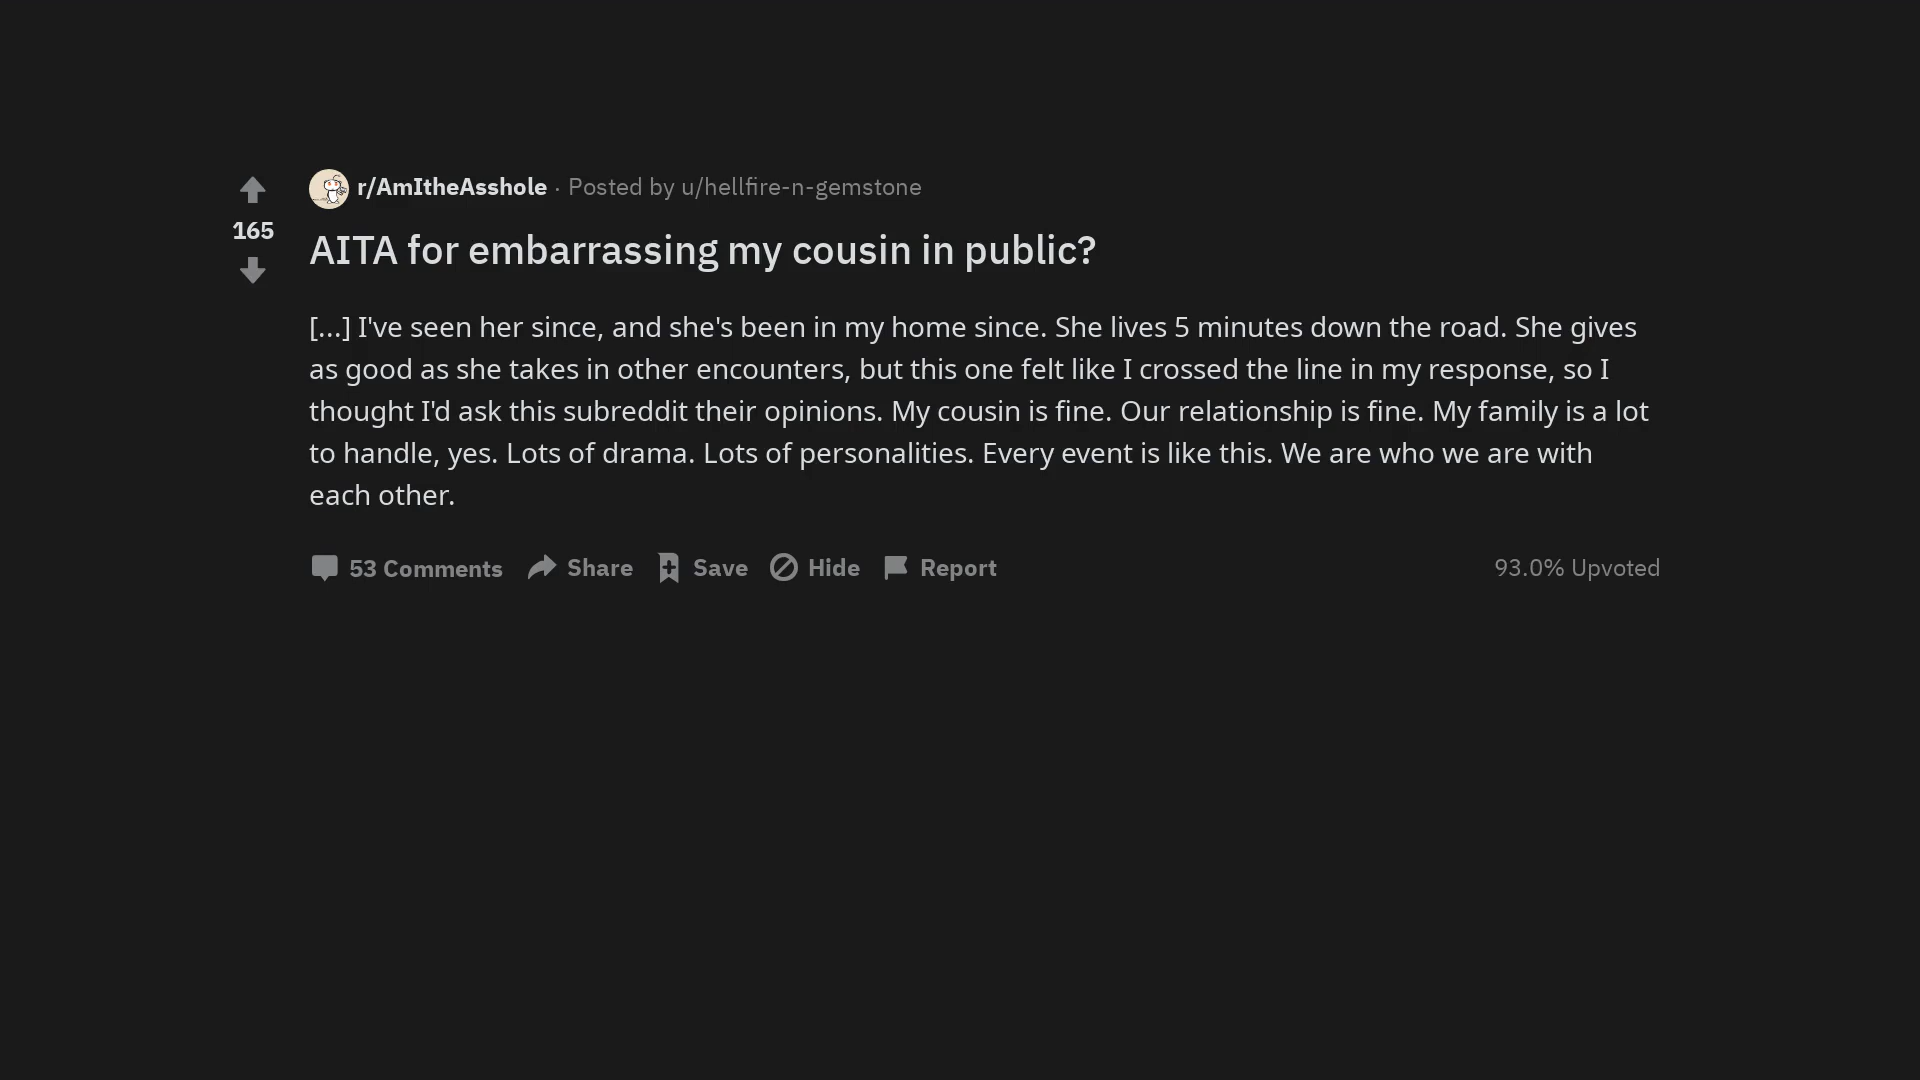 r/AmItheAsshole · Posted by u/hellfire-n-gemstone
165
AITA for embarrassing my cousin in public?
[...] I've seen her since, and she's been in my home since. She lives 5 minutes down the road. She gives
as good as she takes in other encounters, but this one felt like I crossed the line in my response, so I
thought I'd ask this subreddit their opinions. My cousin is fine. Our relationship is fine. My family is a lot
to handle, yes. Lots of drama. Lots of personalities. Every event is like this. We are who we are with
each other.
53 Comments Share Save Hide Report 93.0% Upvoted